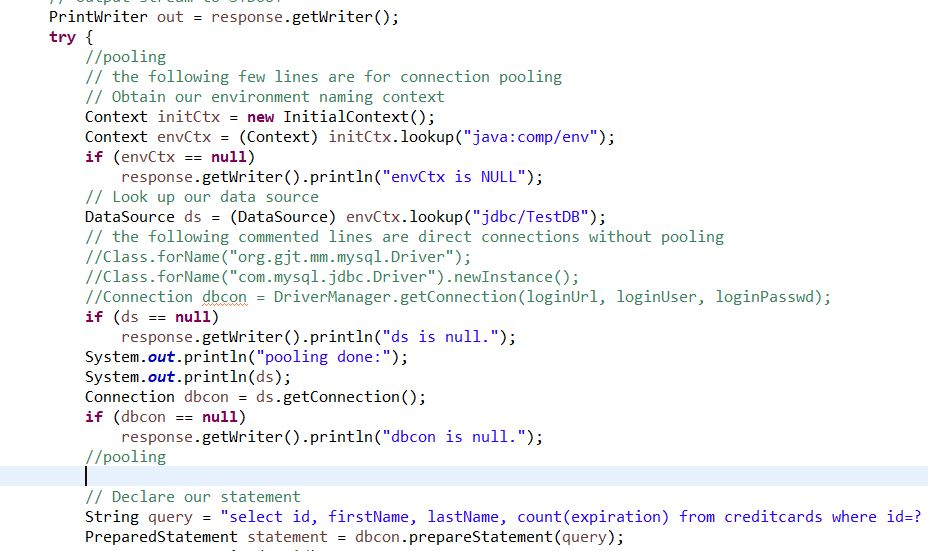 PrintWriter out = response.getWriter();
try {
//pooling
// the following few lines are for connection pooling
// Obtain our environment naming context
Context initCtx = new InitialContext();
Context envCtx = (Context) initCtx.lookup("java:comp/env");
if (envCtx == null)
response.getWriter().println("envCtx is NULL");
// Look up our data source
DataSource ds = (DataSource) envCtx.lookup("jdbc/TestDB");
// the following commented lines are direct connections without pooling
//Class.forName("org.gjt.mm.mysql.Driver");
//Class.forName("com.mysql.jdbc.Driver").newInstance();
//Connection dbcon = DriverManager.getConnection(loginUrl, loginUser, loginPasswd);
if (ds == null)
response.getWriter().println("ds is null.");
System.out.println("pooling done:");
System.out.println(ds);
Connection dbcon = ds.getConnection();
if (dbcon == null)
response.getWriter().println("dbcon is null.");
//pooling
// Declare our statement
String query = "select id, firstName, lastName, count(expiration) from creditcards where id=?
PreparedStatement statement = dbcon.prepareStatement(query);